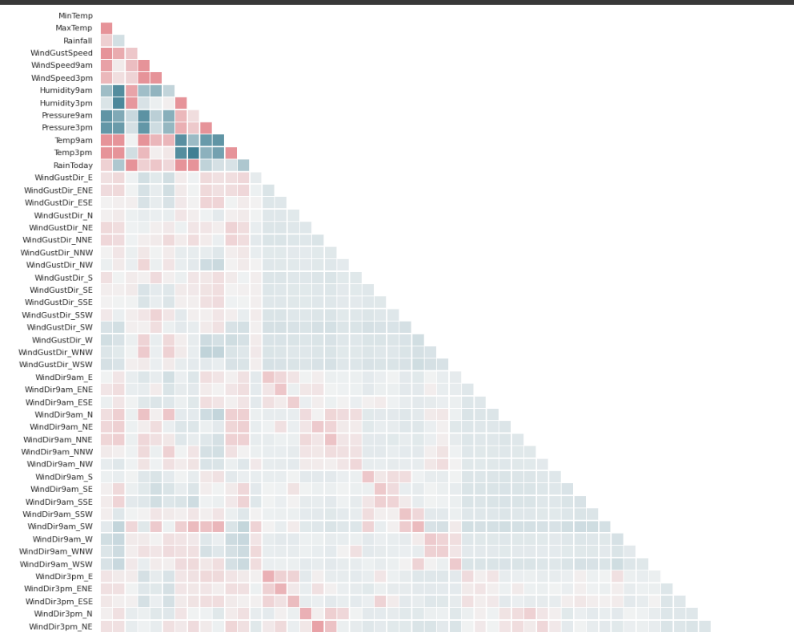 MinTemp
MaxTemp
Rainfall
WindGustSpeed
WindSpeed9am
WindSpeed3pm
Humidity9am
Humidity3pm
Pressure9am
Pressure3pm
Temp9am
Temp3pm
RainToday
WindGustDir_E
WindGustDir_ENE
WindGustDir_ESE
WindGustDir_N
WindGustDir_NE
WindGustDir_NNE
WindGustDir_NNW
WindGustDir_NW
WindGustDir_S
WindGustDir_SE
WindGustDir_SSE
WindGustDir_SSW
WindGustDir_SW
WindGustDir_W
WindGustDir_WNW
WindGustDir_WSW
WindDir9am_E
WindDir9am_ENE
WindDir9am_ESE
WindDir9am_N
WindDir9am_NE
WindDir9am_NNE
WindDir9am_NNW
WindDir9am_NW
WindDir9am_S
WindDir9am_SE
WindDir9am_SSE
WindDir9am_SSW
WindDir9am_SW
WindDir9am_W
WindDir9am_WNW
WindDir9am_WSW
WindDir3pm_E
WindDir3pm_ENE
WindDir3pm_ESE
WindDir3pm_N
WindDir3pm_NE